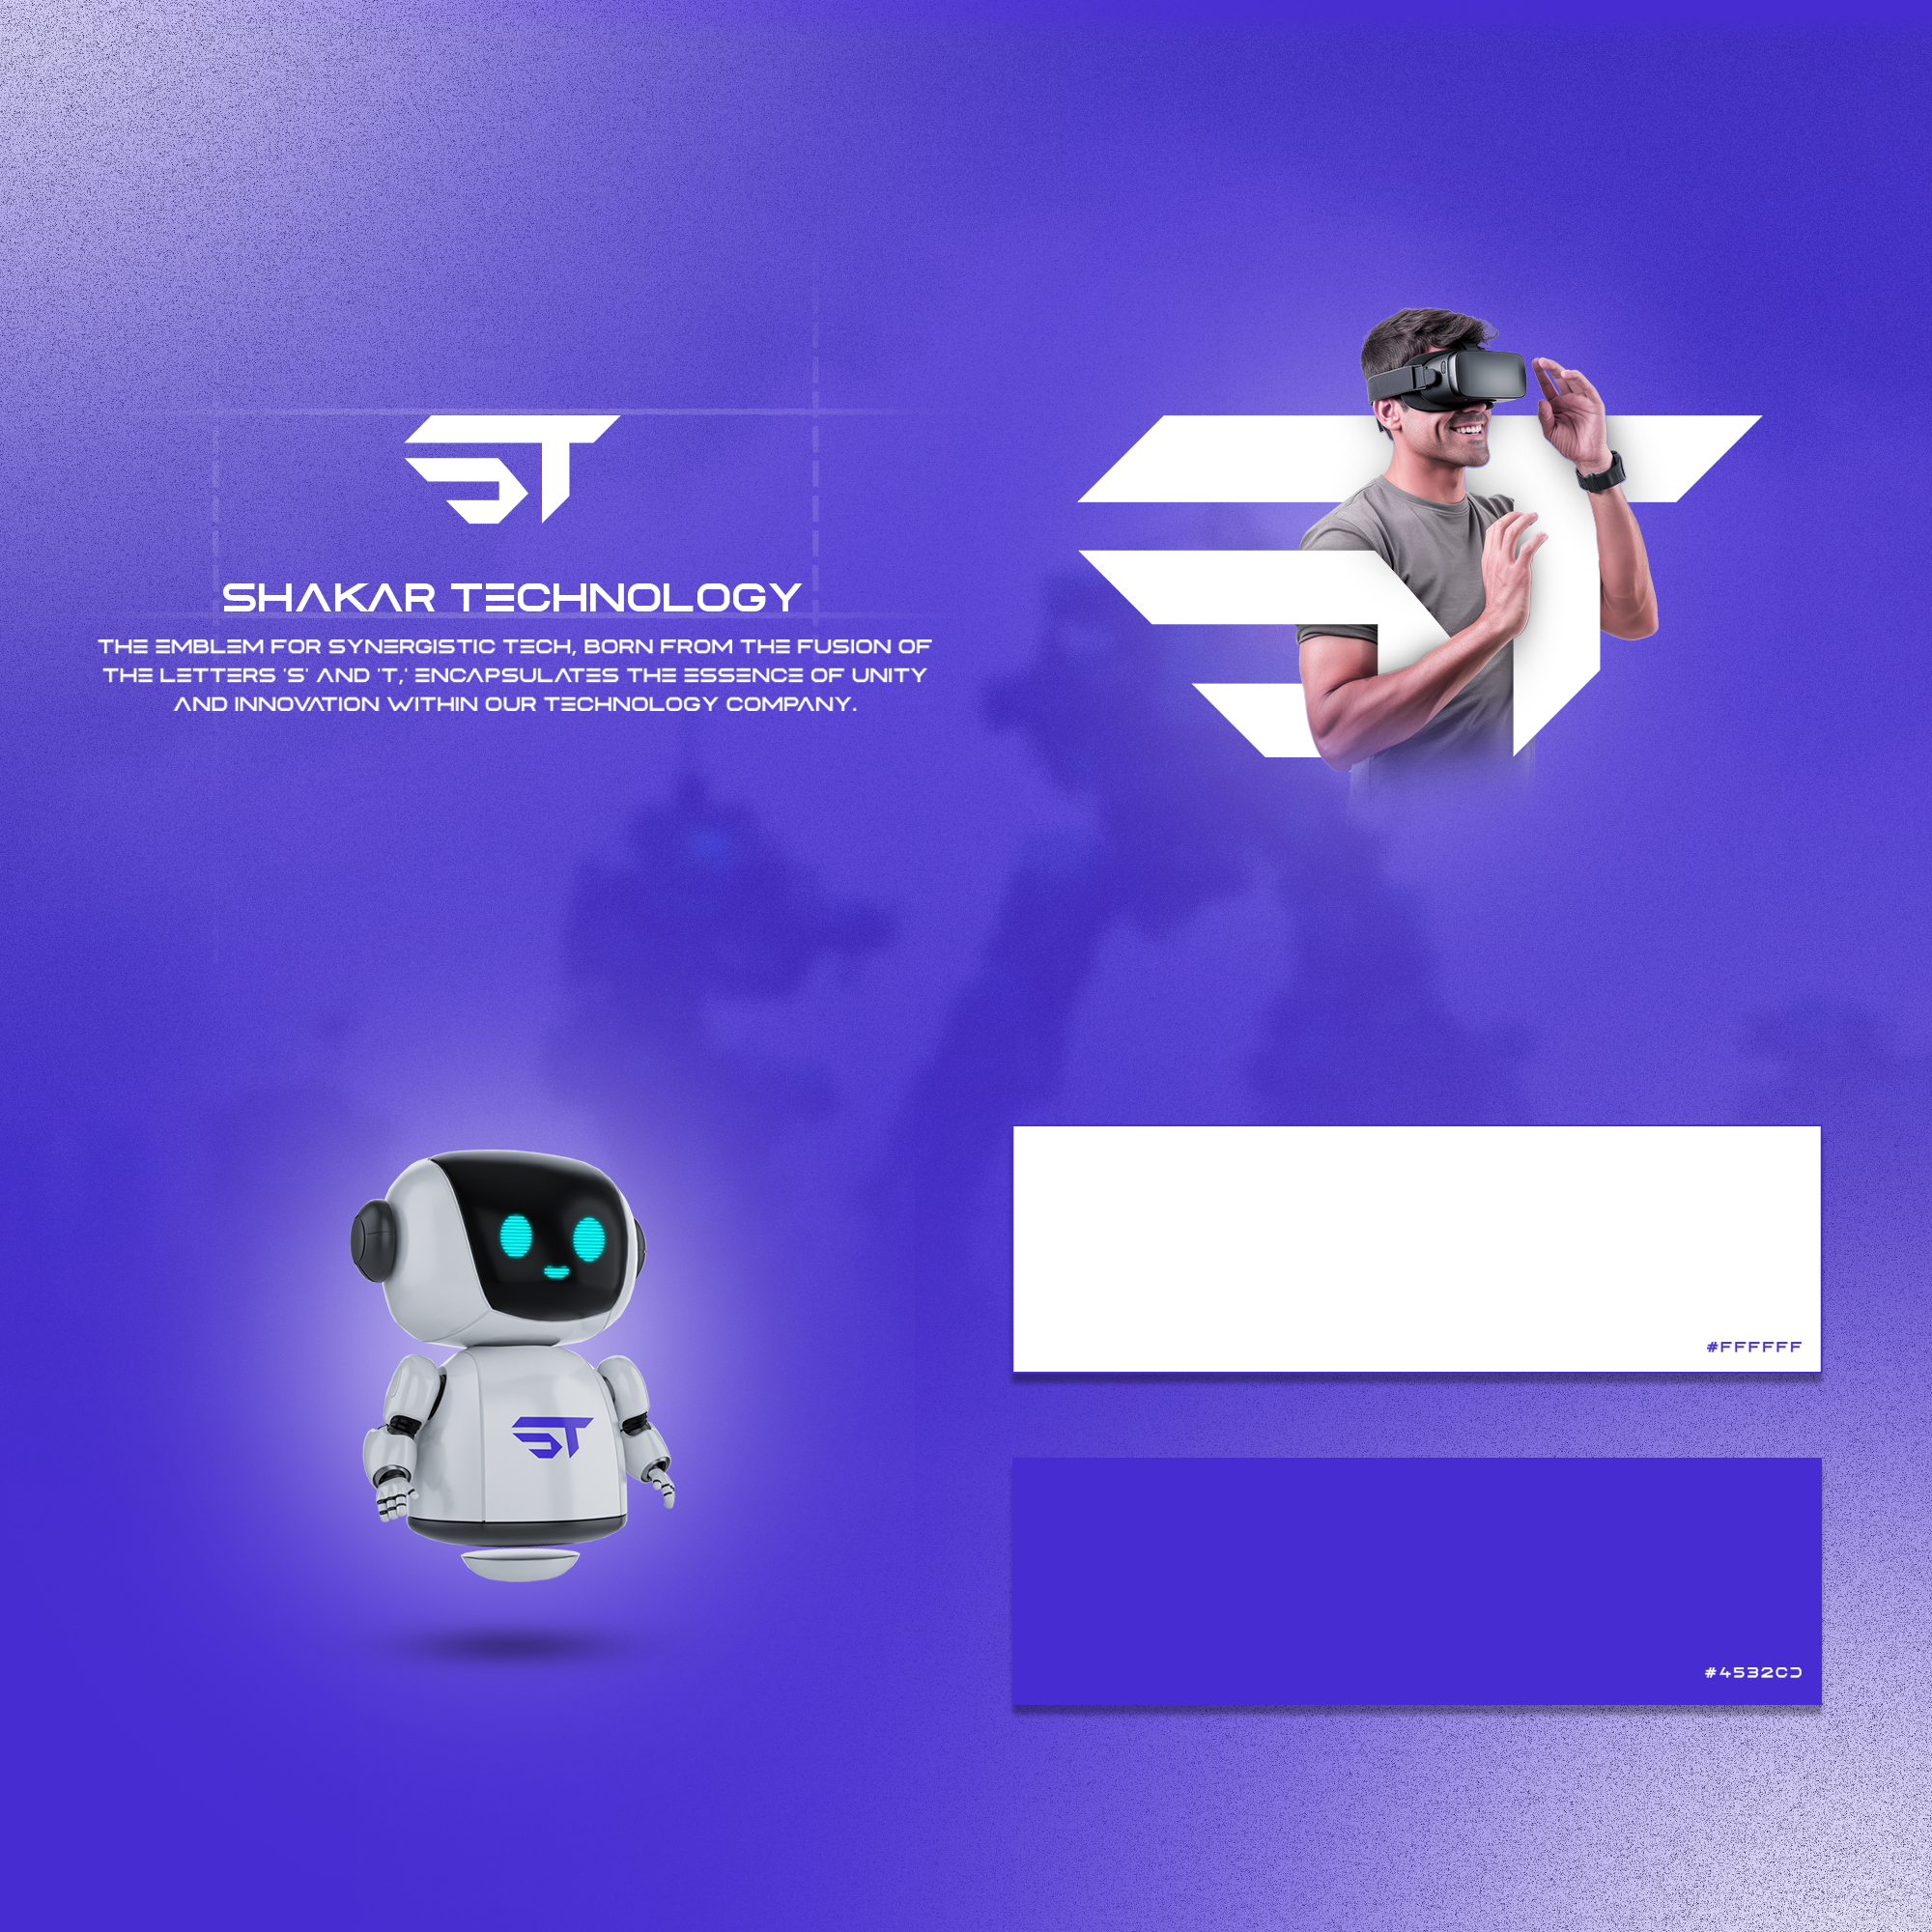 ST
SHAKAR TECHNOLOGY
THE EMBLEM FOR SYNERGISTIC TECH, BORN FROM THE FUSION OF
THE LETTERS 'S' AND 'T,' ENCAPSULATES THE ESSENCE OF UNITY
AND INNOVATION WITHIN OUR TECHNOLOGY COMPANY.
ST
ST
#FFFFFF
#4532CD